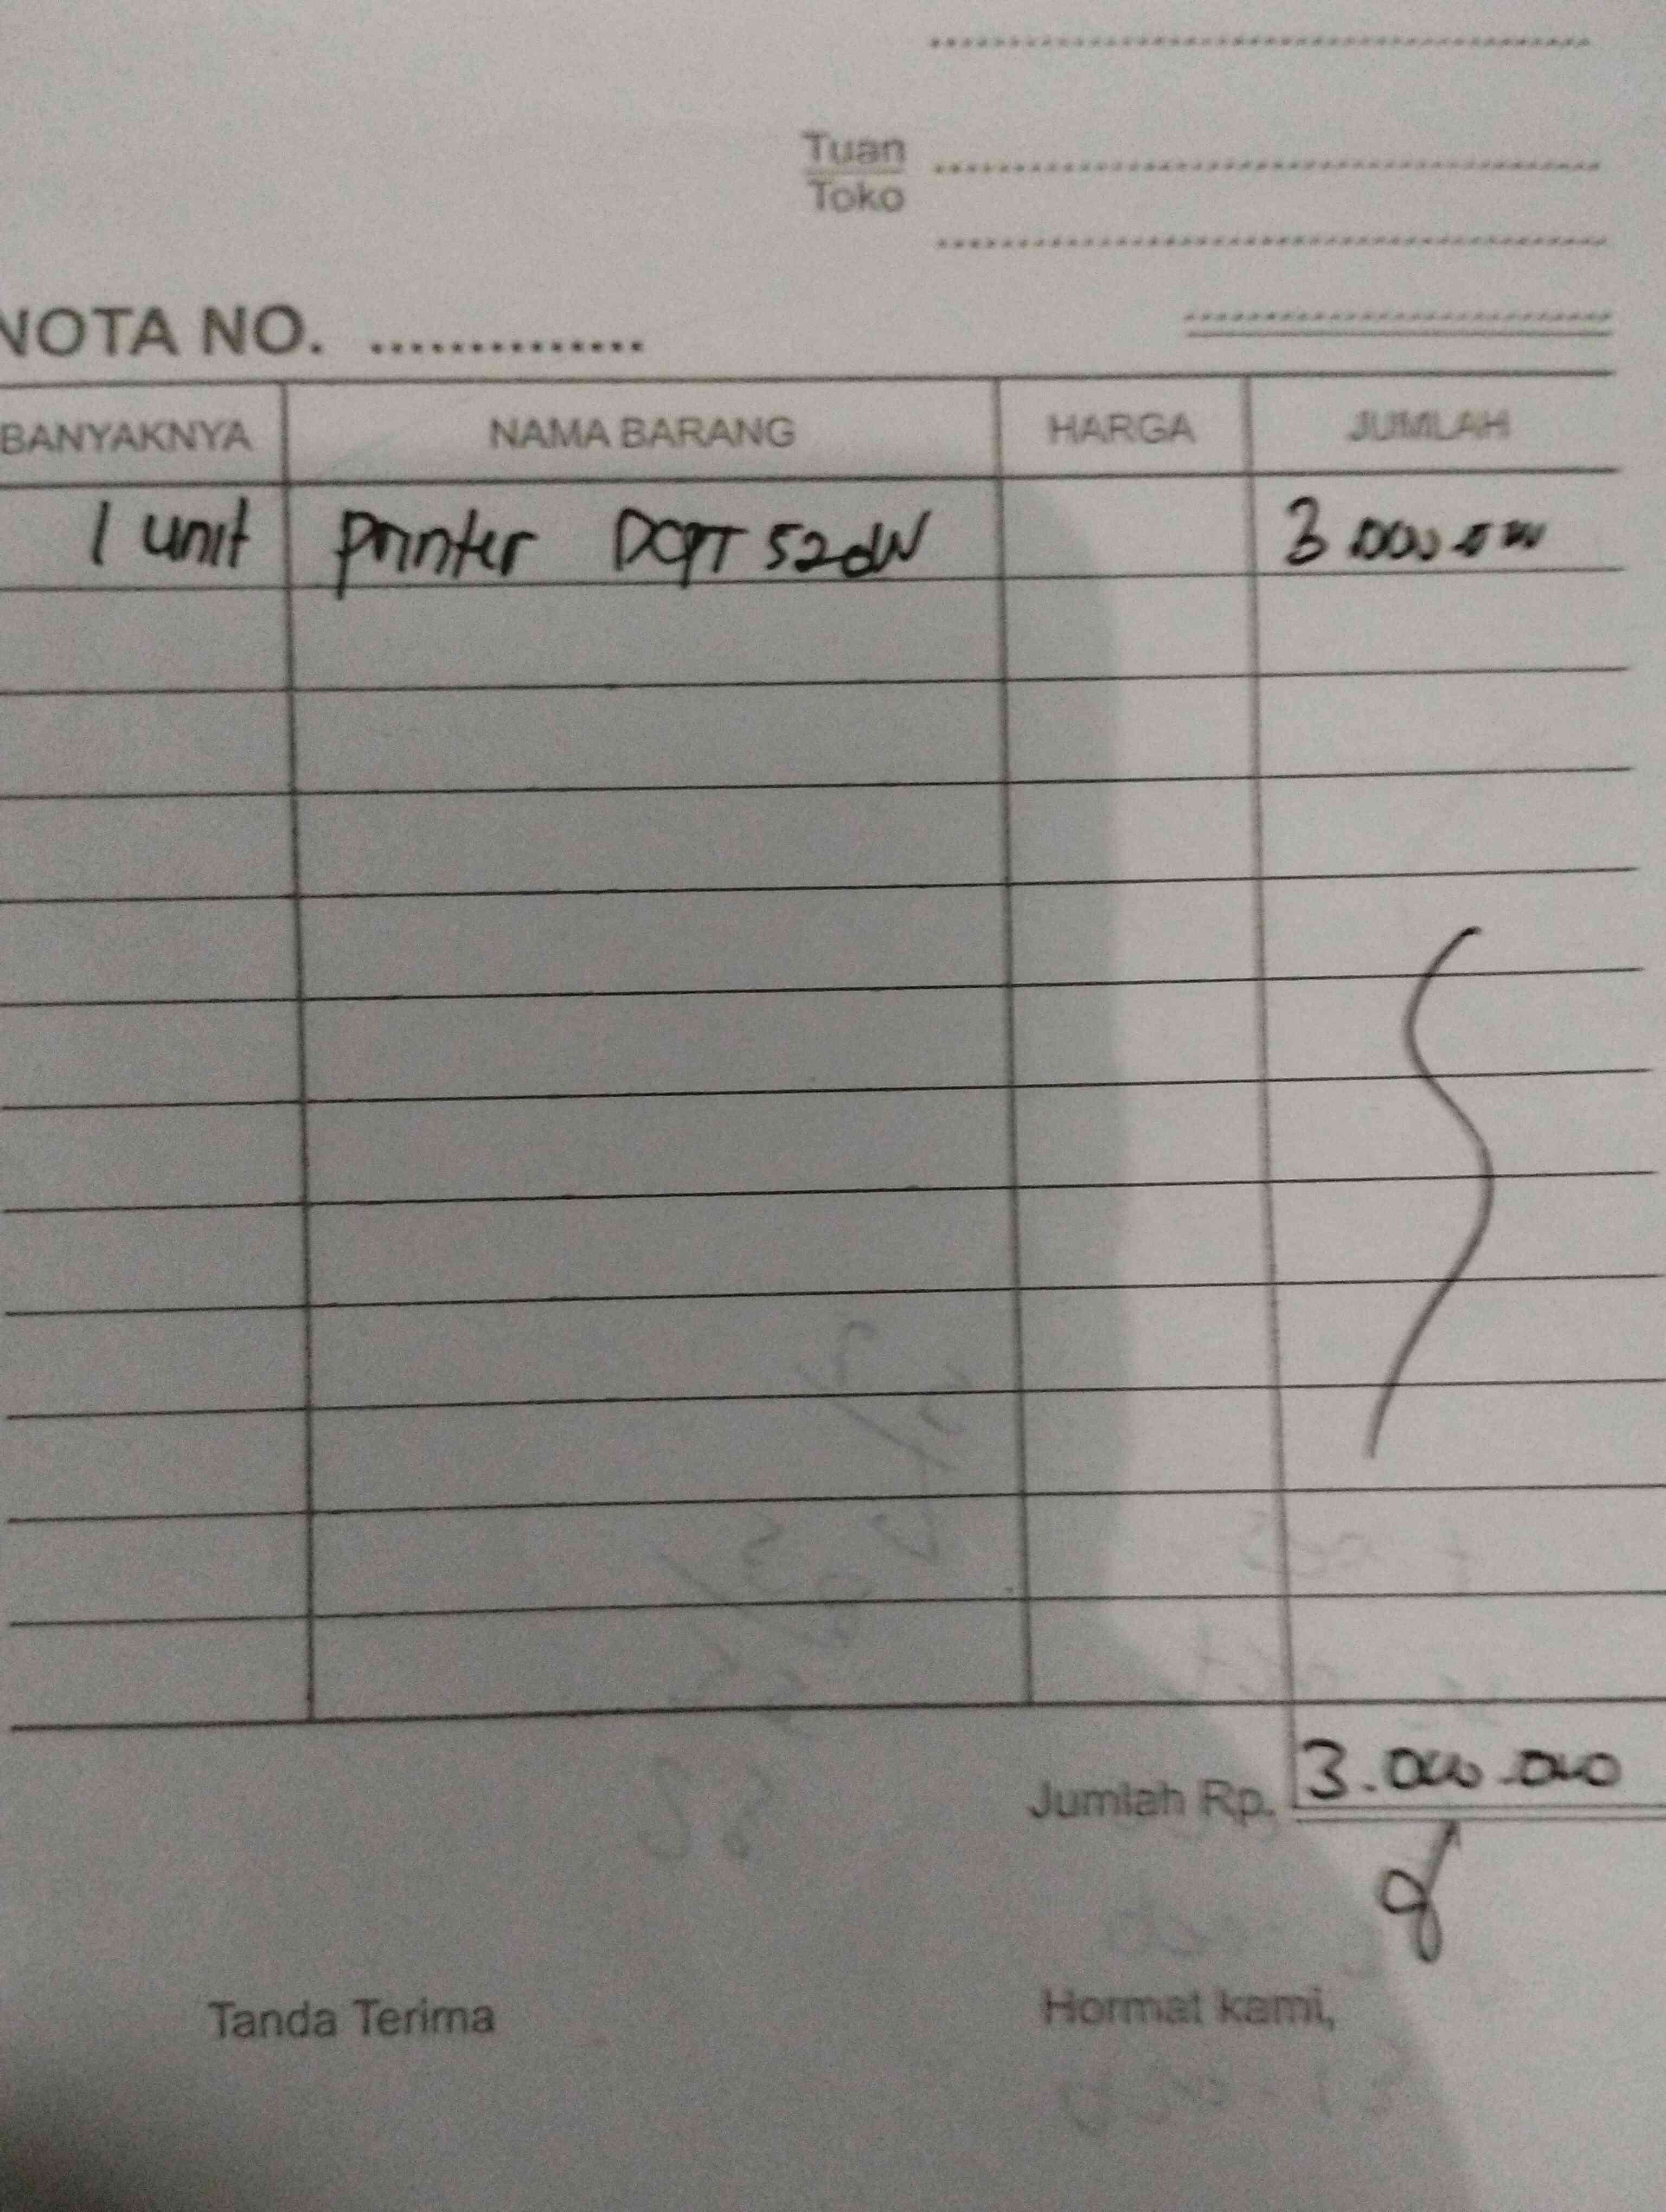 Tuan
Toko
NOTA NO. ..............
BANYAKNYA NAMA BARANG HARGA JUMLAH
1 unit printer DCPT 520W 3.000.000
Jumlah Rp. 3.000.000
Tanda Terima Hormat kami,